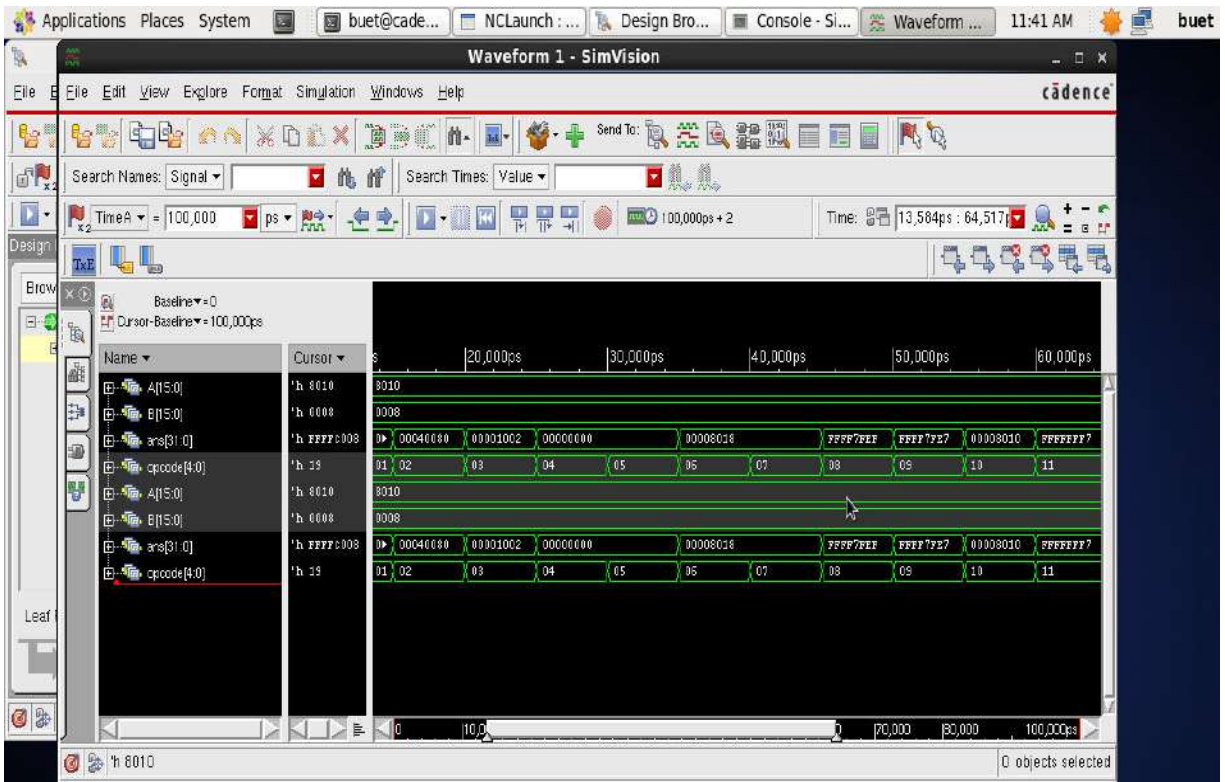 Applications Places System buet@cade... NCLaunch : ... Design Bro... Console - Si... Waveform ... 11:41 AM buet
Waveform 1 - SimVision
File File Edit View Explore Format Simulation Windows Help cādence
Send To:
Search Names: Signal Search Times: Value
TimeA = 100,000 ps 100,000ps + 2 Time: 13,584ps : 64,517
Design
TxE
Brow
Baseline = 0
Cursor-Baseline = 100,000ps
Name Cursor s 20,000ps 30,000ps 40,000ps 50,000ps 60,000ps
A[15:0] 'h 8010 8010
B[15:0] 'h 0008 0008
ans[31:0] 00040080 00001002 00000000 00008018 FFFF7FEF FFFF7FE7 00008010 FFFFFFF7
opcode[4:0] 'h 19 01 02 03 04 05 06 07 08 09 10 11
A[15:0] 'h 8010 8010
B[15:0] 'h 0008 0008
ans[31:0] 00040080 00001002 00000000 00008018 FFFF7FEF FFFF7FE7 00008010 FFFFFFF7
opcode[4:0] 'h 19 01 02 03 04 05 06 07 08 09 10 11
Leaf
0 10,0 70,000 80,000 100,000ps
'h 8010 0 objects selected